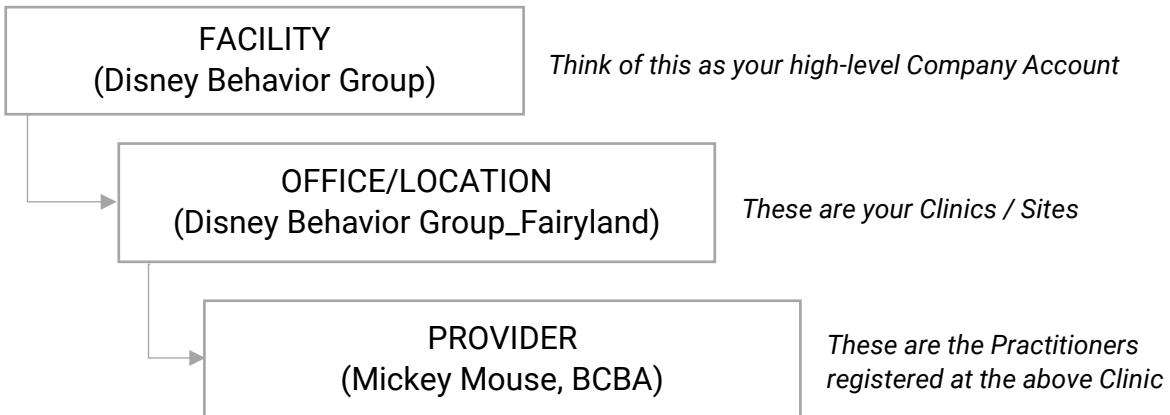 FACILITY
(Disney Behavior Group)
Think of this as your high-level Company Account
OFFICE/LOCATION
(Disney Behavior Group_Fairyland)
These are your Clinics / Sites
PROVIDER
(Mickey Mouse, BCBA)
These are the Practitioners
registered at the above Clinic